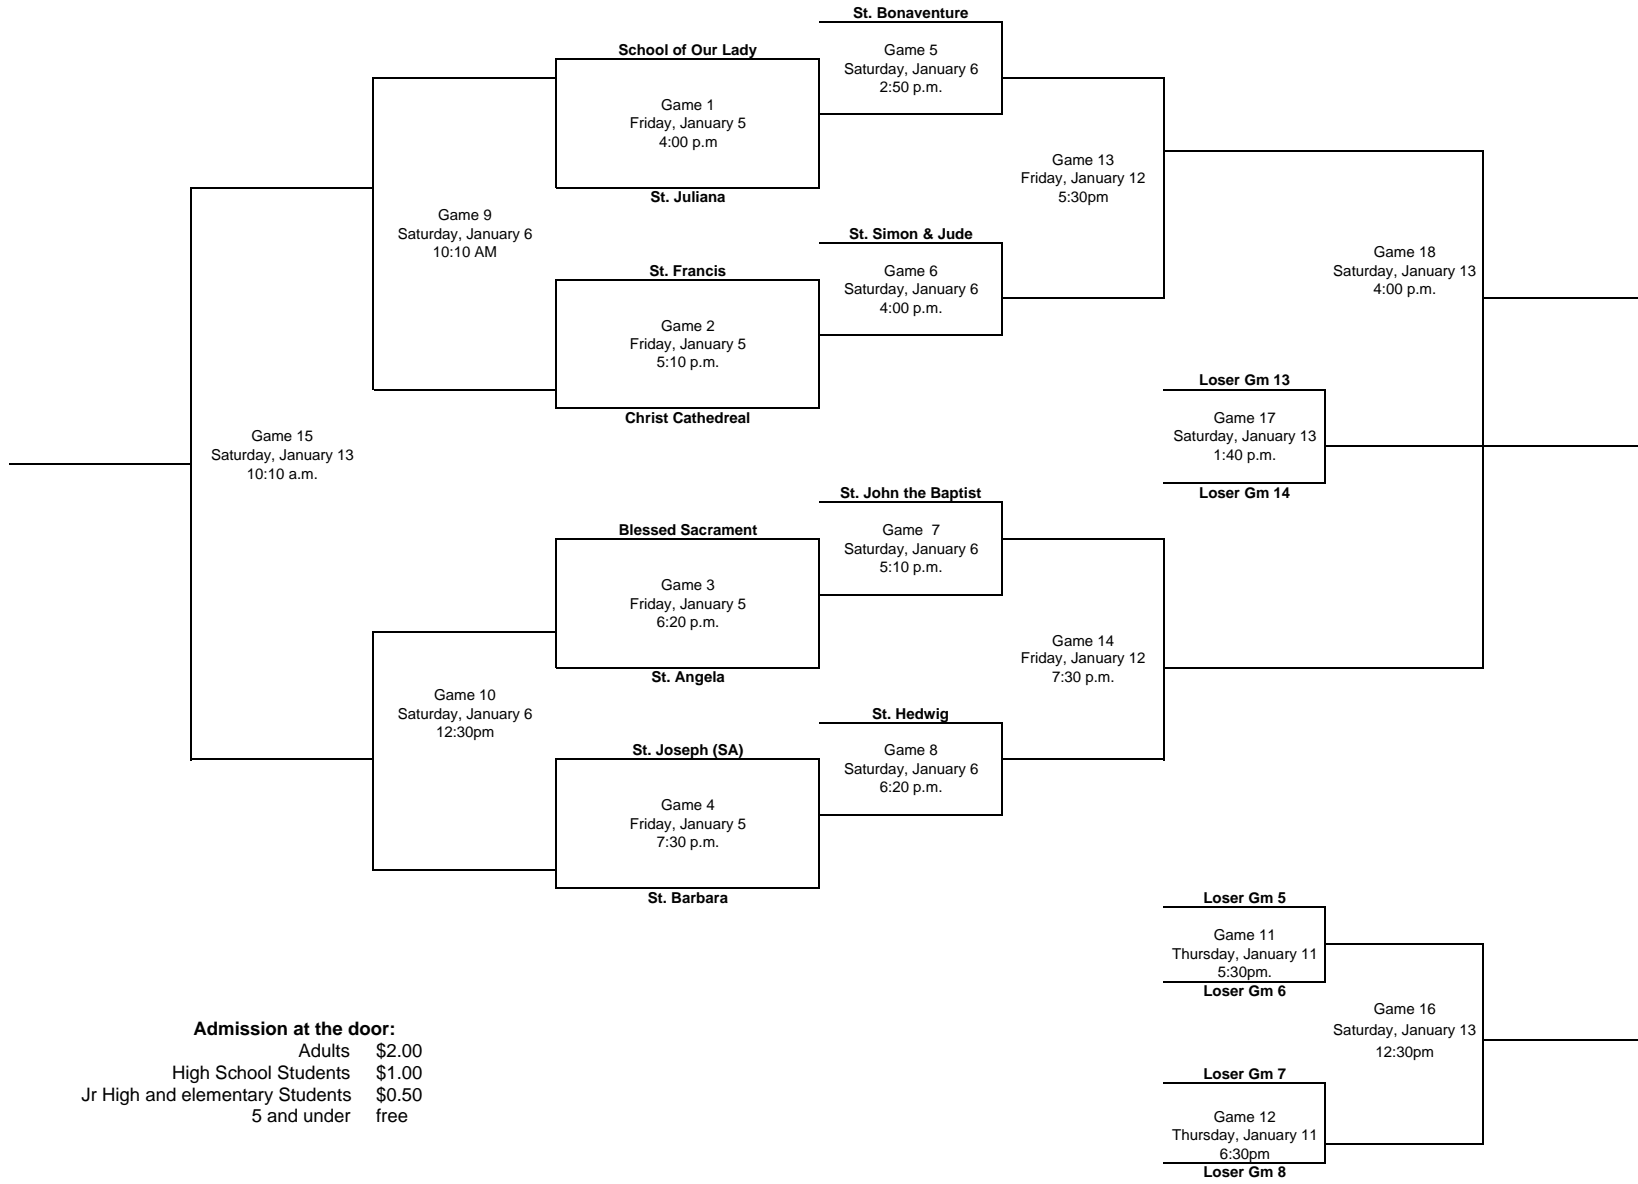 St. Bonaventure
School of Our Lady
Game 5
Saturday, January 6
2:50 p.m.
Game 1
Friday, January 5
4:00 p.m
St. Juliana
Game 13
Friday, January 12
5:30pm
Game 9
Saturday, January 6
10:10 AM
St. Simon & Jude
St. Francis
Game 6
Saturday, January 6
4:00 p.m.
Game 18
Saturday, January 13
4:00 p.m.
Game 2
Friday, January 5
5:10 p.m.
Christ Cathedreal
Loser Gm 13
Game 17
Saturday, January 13
1:40 p.m.
Loser Gm 14
Game 15
Saturday, January 13
10:10 a.m.
St. John the Baptist
Blessed Sacrament
Game 7
Saturday, January 6
5:10 p.m.
Game 3
Friday, January 5
6:20 p.m.
St. Angela
Game 14
Friday, January 12
7:30 p.m.
Game 10
Saturday, January 6
12:30pm
St. Hedwig
St. Joseph (SA)
Game 8
Saturday, January 6
6:20 p.m.
Game 4
Friday, January 5
7:30 p.m.
St. Barbara
Loser Gm 5
Game 11
Thursday, January 11
5:30pm.
Loser Gm 6
Game 16
Saturday, January 13
12:30pm
Loser Gm 7
Game 12
Thursday, January 11
6:30pm
Loser Gm 8
Admission at the door:
Adults $2.00
High School Students $1.00
Jr High and elementary Students $0.50
5 and under free